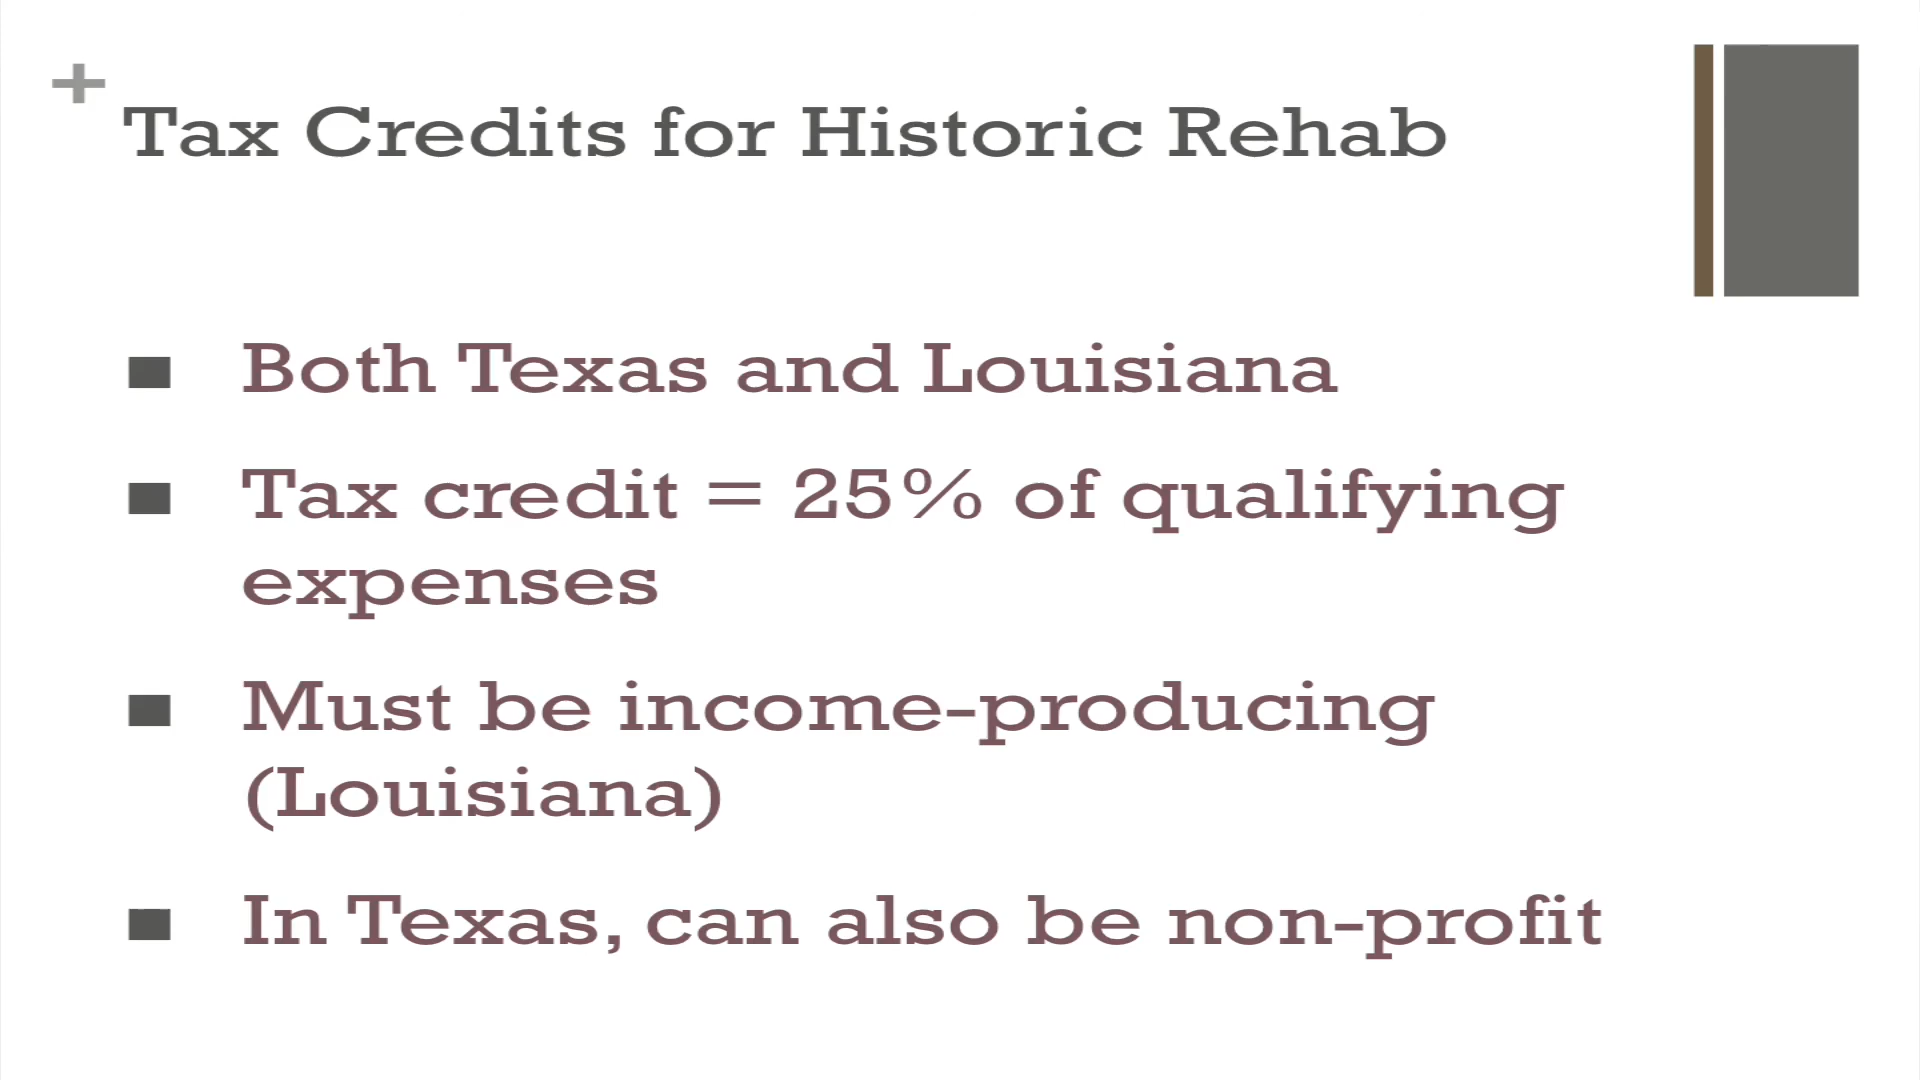 +
Tax Credits for Historic Rehab
■ Both Texas and Louisiana
■ Tax credit = 25% of qualifying
expenses
■ Must be income-producing
(Louisiana)
■ In Texas, can also be non-profit